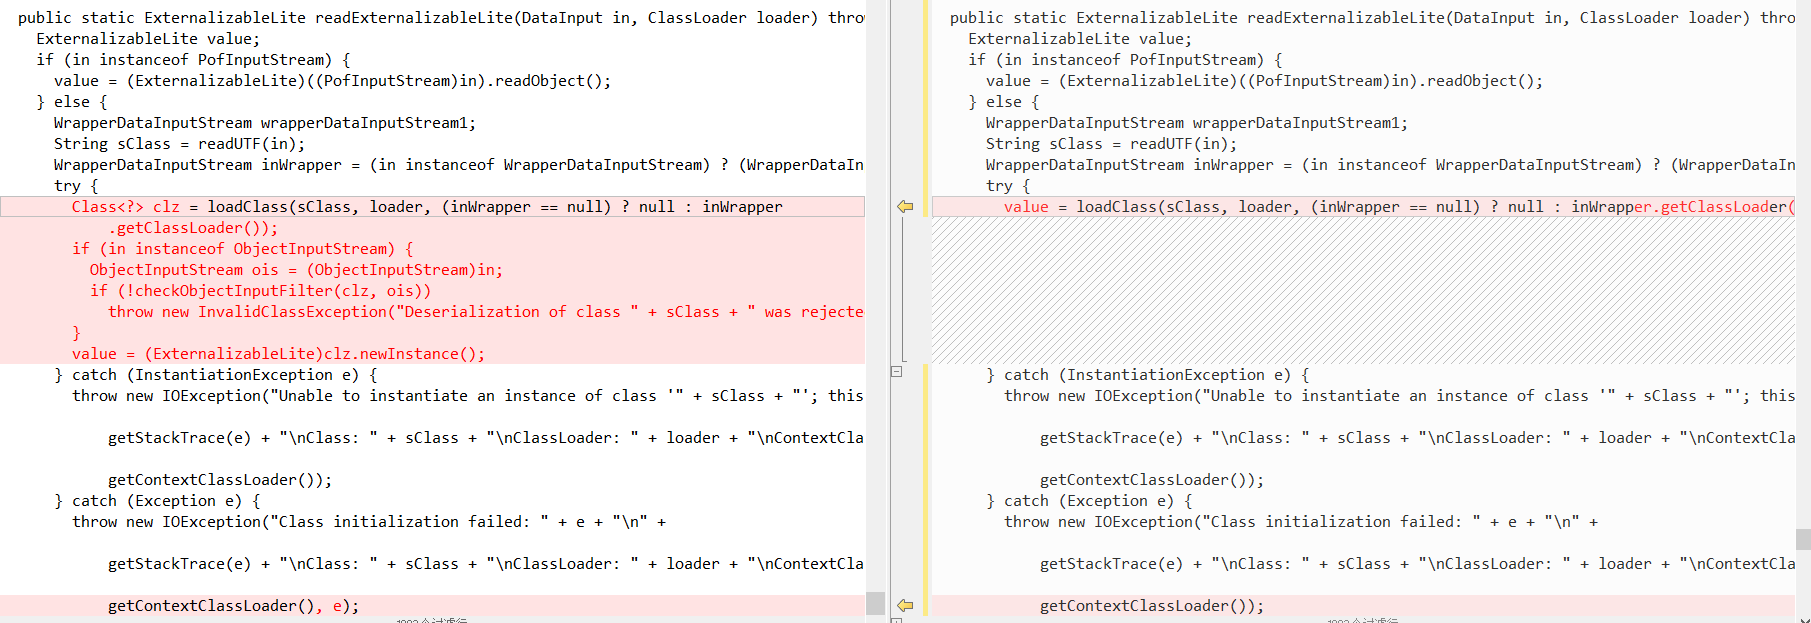 public static ExternalizableLite readExternalizableLite(DataInput in, ClassLoader loader) thro
ExternalizableLite value;
if (in instanceof PofInputStream) {
value = (ExternalizableLite)((PofInputStream)in).readObject();
} else {
WrapperDataInputStream wrapperDataInputStream1;
String sClass = readUTF(in);
WrapperDataInputStream inWrapper = (in instanceof WrapperDataInputStream) ? (WrapperDataIn
try {
Class<?> clz = loadClass(sClass, loader, (inWrapper == null) ? null : inWrapper
.getClassLoader());
if (in instanceof ObjectInputStream) {
ObjectInputStream ois = (ObjectInputStream)in;
if (!checkObjectInputFilter(clz, ois))
throw new InvalidClassException("Deserialization of class " + sClass + " was rejecte
}
value = (ExternalizableLite)clz.newInstance();
} catch (InstantiationException e) {
throw new IOException("Unable to instantiate an instance of class '" + sClass + "'; this
getStackTrace(e) + "\nClass: " + sClass + "\nClassLoader: " + loader + "\nContextCla
getContextClassLoader());
} catch (Exception e) {
throw new IOException("Class initialization failed: " + e + "\n" +
getStackTrace(e) + "\nClass: " + sClass + "\nClassLoader: " + loader + "\nContextCla
getContextClassLoader(), e);
public static ExternalizableLite readExternalizableLite(DataInput in, ClassLoader loader) thro
ExternalizableLite value;
if (in instanceof PofInputStream) {
value = (ExternalizableLite)((PofInputStream)in).readObject();
} else {
WrapperDataInputStream wrapperDataInputStream1;
String sClass = readUTF(in);
WrapperDataInputStream inWrapper = (in instanceof WrapperDataInputStream) ? (WrapperDataIn
try {
value = loadClass(sClass, loader, (inWrapper == null) ? null : inWrapper.getClassLoader(
} catch (InstantiationException e) {
throw new IOException("Unable to instantiate an instance of class '" + sClass + "'; this
getStackTrace(e) + "\nClass: " + sClass + "\nClassLoader: " + loader + "\nContextCla
getContextClassLoader());
} catch (Exception e) {
throw new IOException("Class initialization failed: " + e + "\n" +
getStackTrace(e) + "\nClass: " + sClass + "\nClassLoader: " + loader + "\nContextCla
getContextClassLoader());